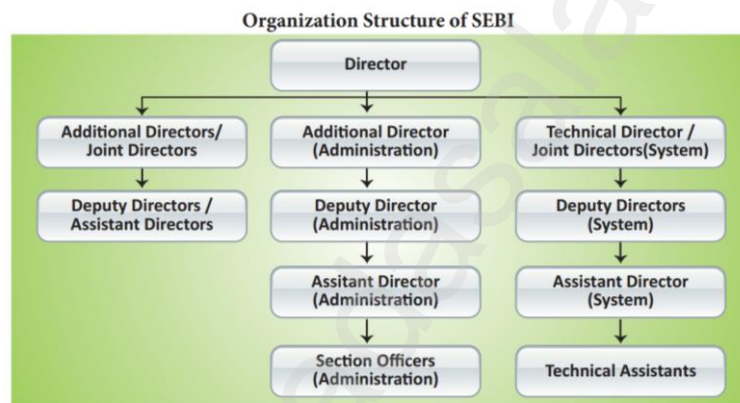 Organization Structure of SEBI
Director
Additional Directors/
Joint Directors
Additional Director
(Administration)
Technical Director /
Joint Directors(System)
Deputy Directors /
Assistant Directors
Deputy Director
(Administration)
Deputy Directors
(System)
Assitant Director
(Administration)
Assistant Director
(System)
Section Officers
(Administration)
Technical Assistants